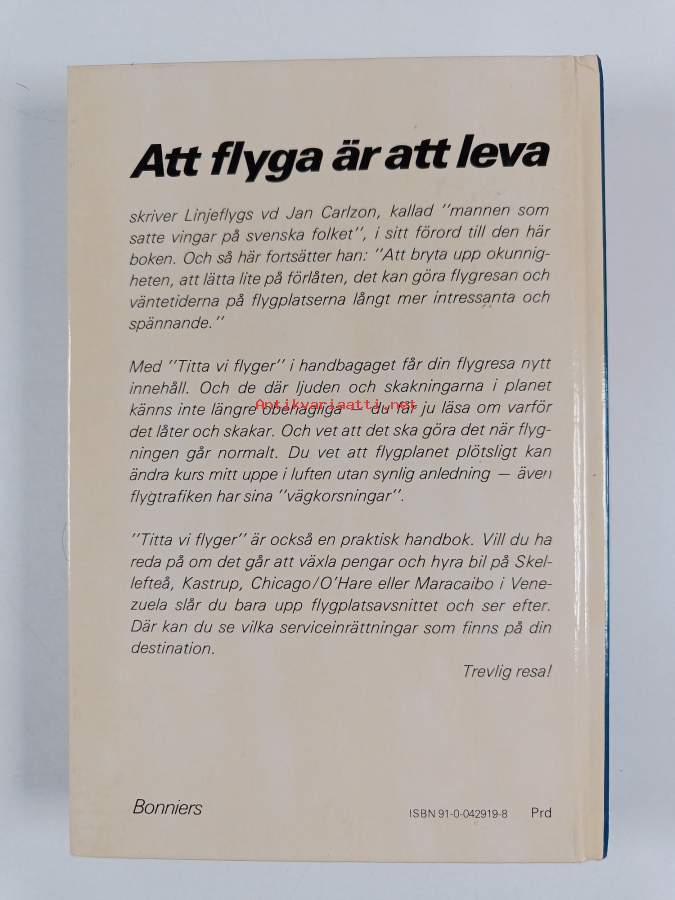 Att flyga är att leva
skriver Linjeflygs vd Jan Carlzon, kallad "mannen som
satte vingar på svenska folket", i sitt förord till den här
boken. Och så här fortsätter han: "Att bryta upp okunnig-
heten, att lätta lite på förlåten, det kan göra flygresan och
väntetiderna på flygplatserna långt mer intressanta och
spännande."
Med "Titta vi flyger" i handbagaget får din flygresa nytt
innehåll. Och de där ljuden och skakningarna i planet
känns inte längre obehagliga — du får ju läsa om varför
Antikvariaatti.net
det låter och skakar. Och vet att det ska göra det när flyg-
ningen går normalt. Du vet att flygplanet plötsligt kan
ändra kurs mitt uppe i luften utan synlig anledning — även
flygtrafiken har sina "vägkorsningar".
"Titta vi flyger" är också en praktisk handbok. Vill du ha
reda på om det går att växla pengar och hyra bil på Skel-
lefteå, Kastrup, Chicago/O'Hare eller Maracaibo i Vene-
zuela slår du bara upp flygplatsavsnittet och ser efter.
Där kan du se vilka serviceinrättningar som finns på din
destination.
Trevlig resa!
Bonniers
ISBN 91-0-042919-8 Prd